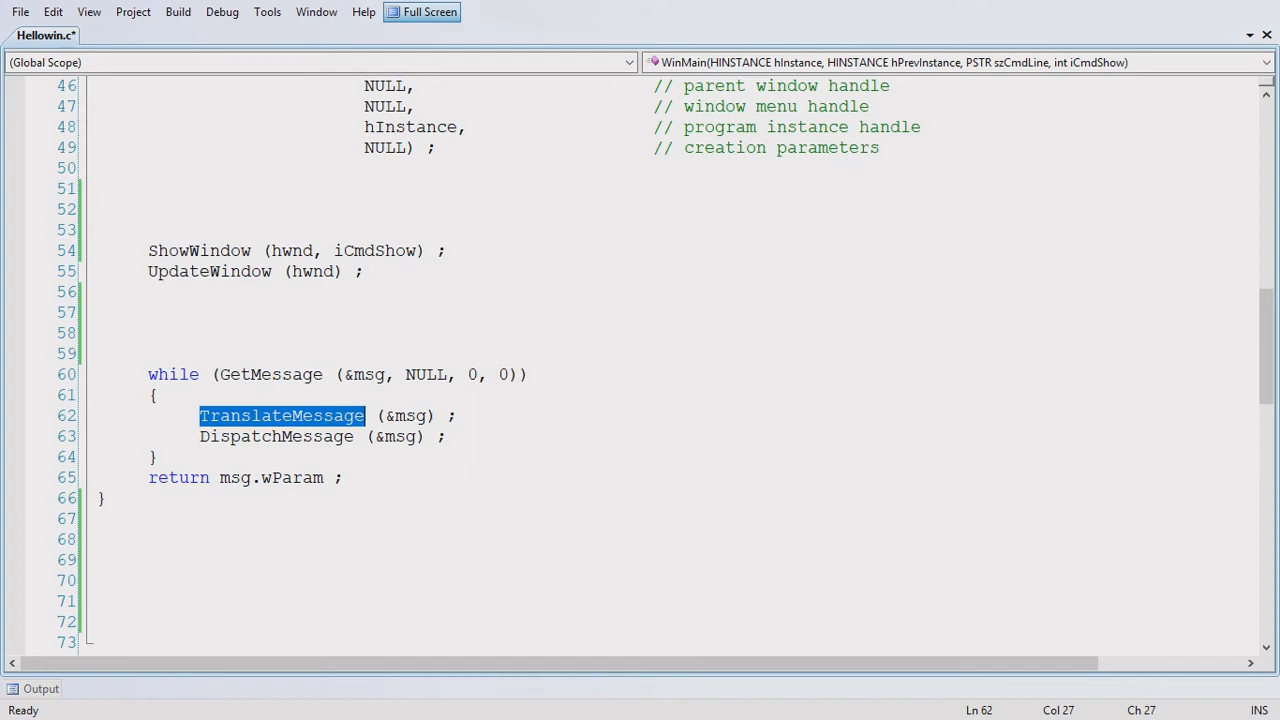 File Edit View Project Build Debug Tools Window Help Full Screen
Hellowin.c*
(Global Scope) WinMain(HINSTANCE hInstance, HINSTANCE hPrevInstance, PSTR szCmdLine, int iCmdShow)
46 NULL, // parent window handle
47 NULL, // window menu handle
48 hInstance, // program instance handle
49 NULL) ; // creation parameters
50
51
52
53
54 ShowWindow (hwnd, iCmdShow) ;
55 UpdateWindow (hwnd) ;
56
57
58
59
60 while (GetMessage (&msg, NULL, 0, 0))
61 {
62 TranslateMessage (&msg) ;
63 DispatchMessage (&msg) ;
64 }
65 return msg.wParam ;
66 }
67
68
69
70
71
72
73
Output
Ready Ln 62 Col 27 Ch 27 INS